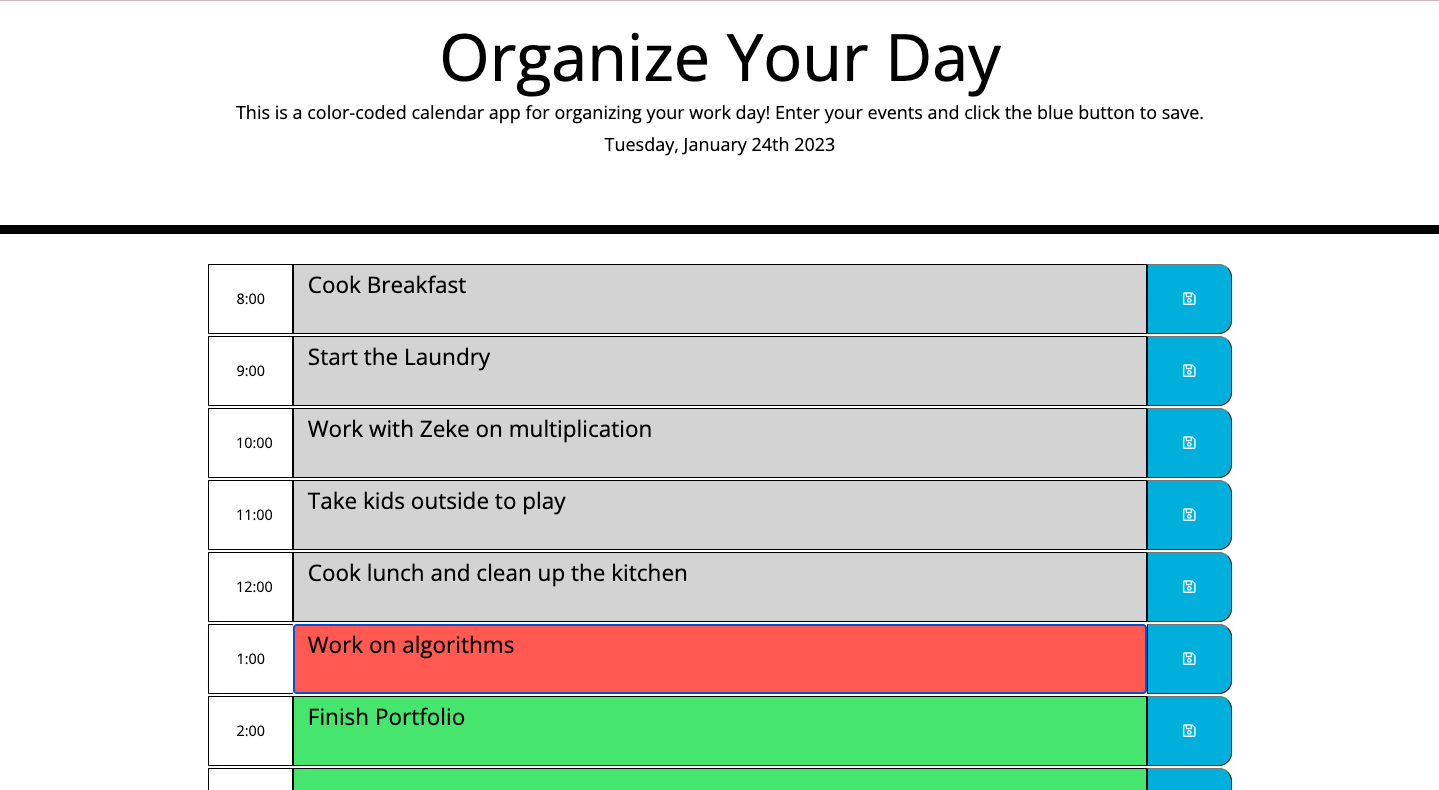 Organize Your Day
This is a color-coded calendar app for organizing your work day! Enter your events and click the blue button to save.
Tuesday, January 24th 2023
8:00 Cook Breakfast
9:00 Start the Laundry
10:00 Work with Zeke on multiplication
11:00 Take kids outside to play
12:00 Cook lunch and clean up the kitchen
1:00 Work on algorithms
2:00 Finish Portfolio